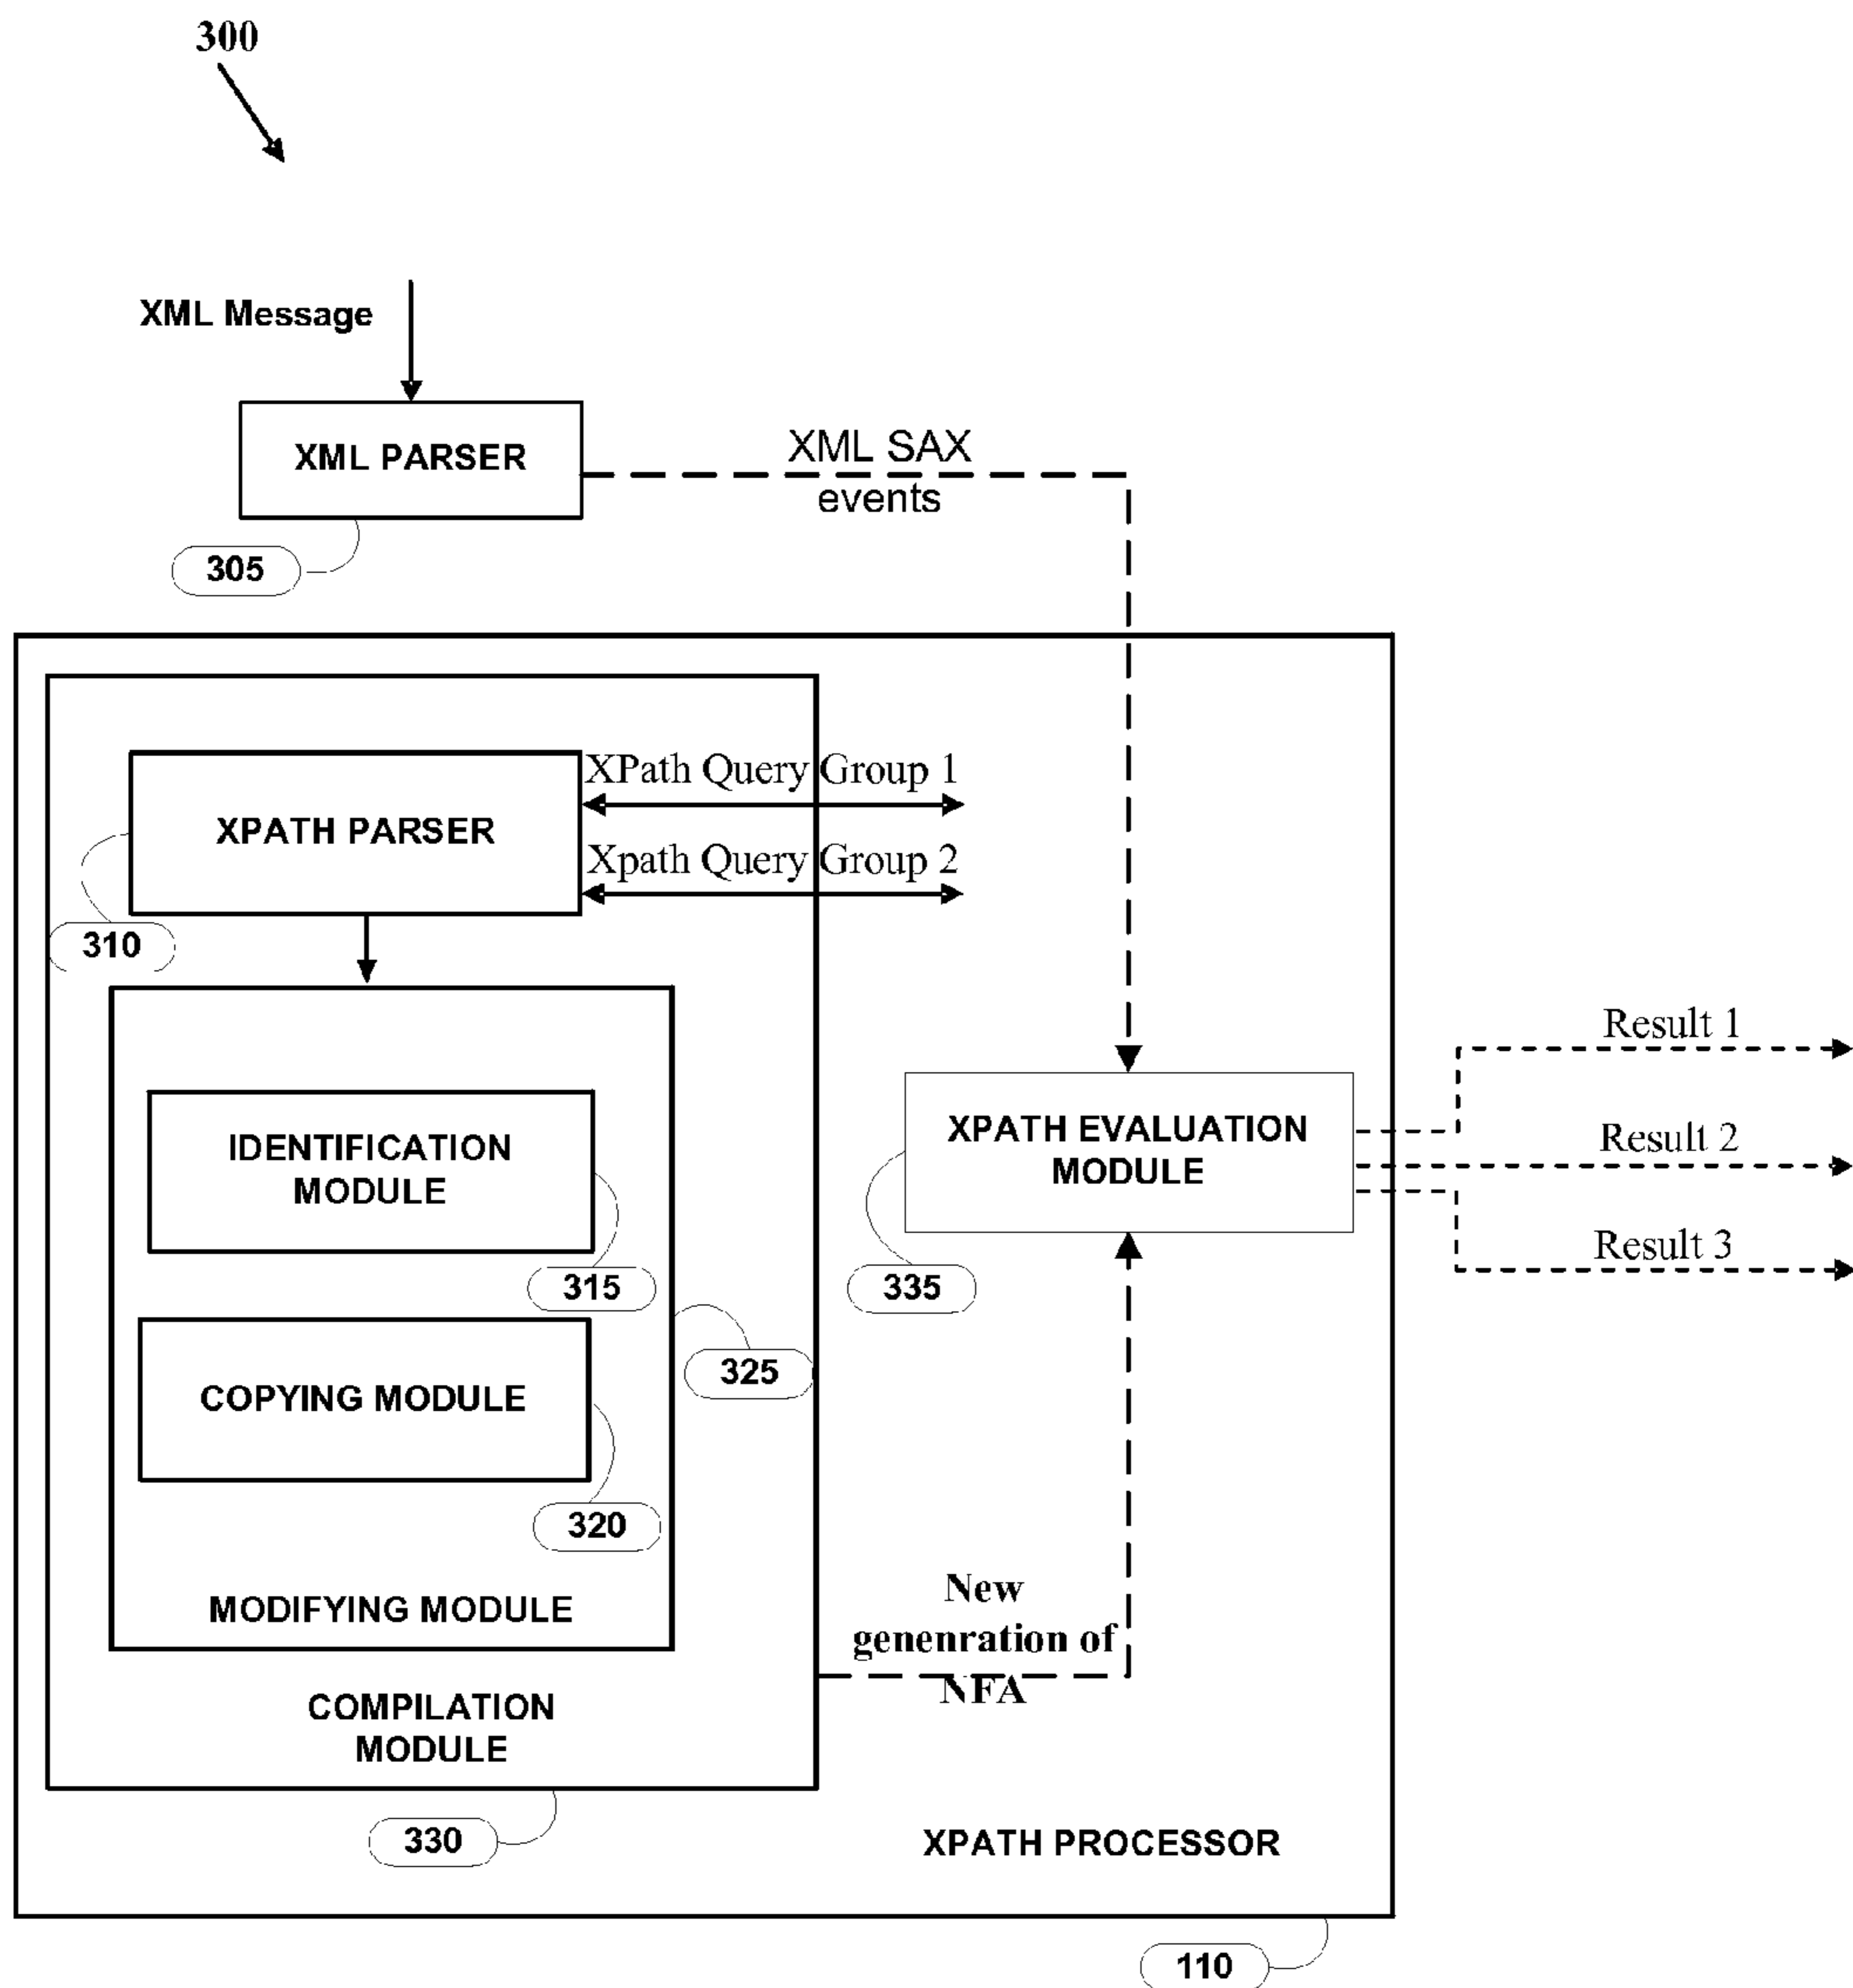 300
XML Message
XML PARSER
XML SAX
events
305
XPath Query Group 1
XPATH PARSER
Xpath Query Group 2
310
Result 1
IDENTIFICATION
MODULE
XPATH EVALUATION
MODULE
Result 2
Result 3
315
335
325
COPYING MODULE
320
New
genenration of
NFA
MODIFYING MODULE
COMPILATION
MODULE
330
XPATH PROCESSOR
110